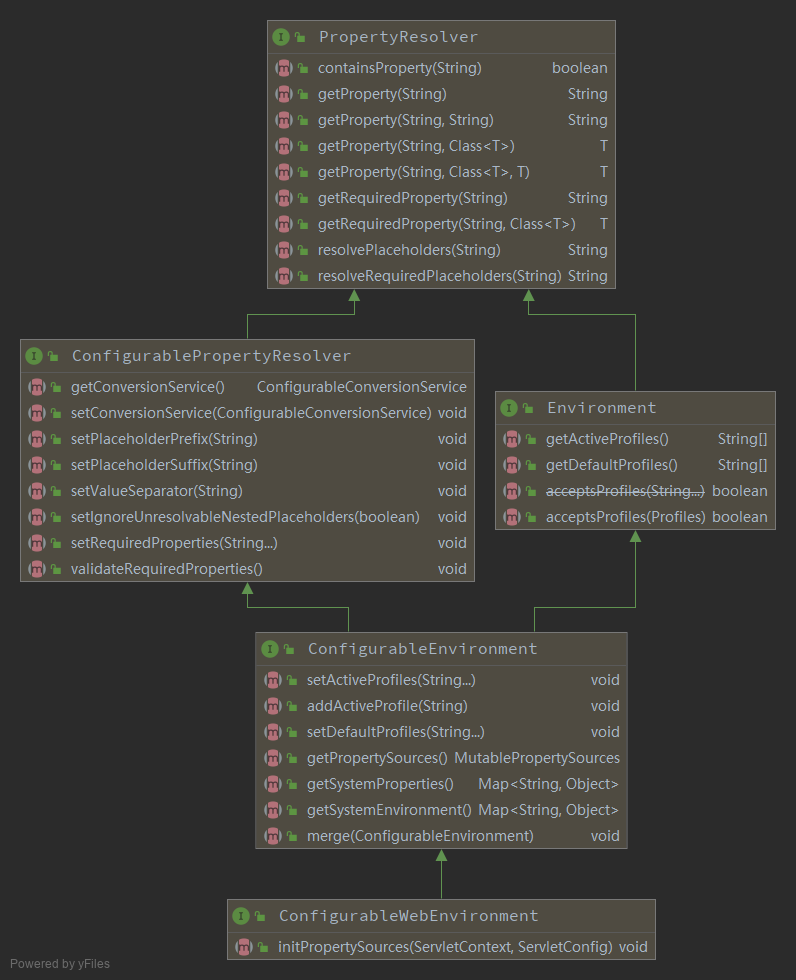 PropertyResolver
containsProperty(String) boolean
getProperty(String) String
getProperty(String, String) String
getProperty(String, Class<T>) T
getProperty(String, Class<T>, T) T
getRequiredProperty(String) String
getRequiredProperty(String, Class<T>) T
resolvePlaceholders(String) String
resolveRequiredPlaceholders(String) String
ConfigurablePropertyResolver
getConversionService() ConfigurableConversionService
setConversionService(ConfigurableConversionService) void
setPlaceholderPrefix(String) void
setPlaceholderSuffix(String) void
setValueSeparator(String) void
setIgnoreUnresolvableNestedPlaceholders(boolean) void
setRequiredProperties(String...) void
validateRequiredProperties() void
Environment
getActiveProfiles() String[]
getDefaultProfiles() String[]
acceptsProfiles(String...) boolean
acceptsProfiles(Profiles) boolean
ConfigurableEnvironment
setActiveProfiles(String...) void
addActiveProfile(String) void
setDefaultProfiles(String...) void
getPropertySources() MutablePropertySources
getSystemProperties() Map<String, Object>
getSystemEnvironment() Map<String, Object>
merge(ConfigurableEnvironment) void
ConfigurableWebEnvironment
initPropertySources(ServletContext, ServletConfig) void
Powered by yFiles